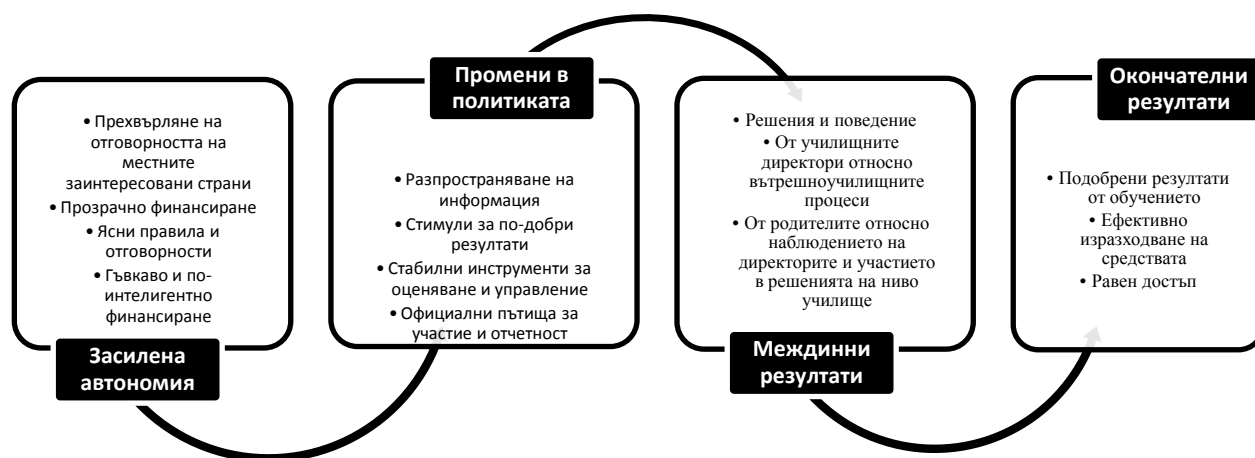 • Прехвърляне на
отговорността на
местните
заинтересовани страни
• Прозрачно финансиране
• Ясни правила и
отговорности
• Гъвкаво и по-
интелигентно
финансиране
Засилена
автономия
Промени в
политиката
• Разпространяване на
информация
• Стимули за по-добри
резултати
• Стабилни инструменти за
оценяване и управление
• Официални пътища за
участие и отчетност
• Решения и поведение
• От училищните
директори относно
вътрешноучилищните
процеси
• От родителите относно
наблюдението на
директорите и участието
в решенията на ниво
училище
Междинни
резултати
Окончателни
резултати
• Подобрени резултати
от обучението
• Ефективно
изразходване на
средствата
• Равен достъп